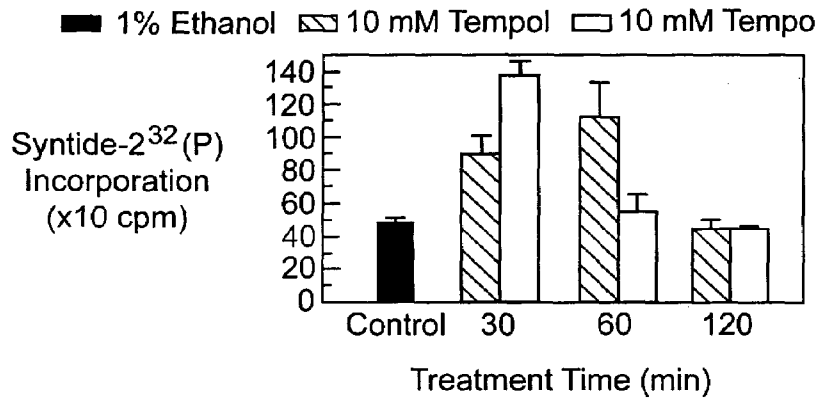 1% Ethanol 10 mM Tempol 10 mM Tempo
Syntide-2³²(P)
Incorporation
(x10 cpm)
140
120
100
80
60
40
20
0
Control 30 60 120
Treatment Time (min)